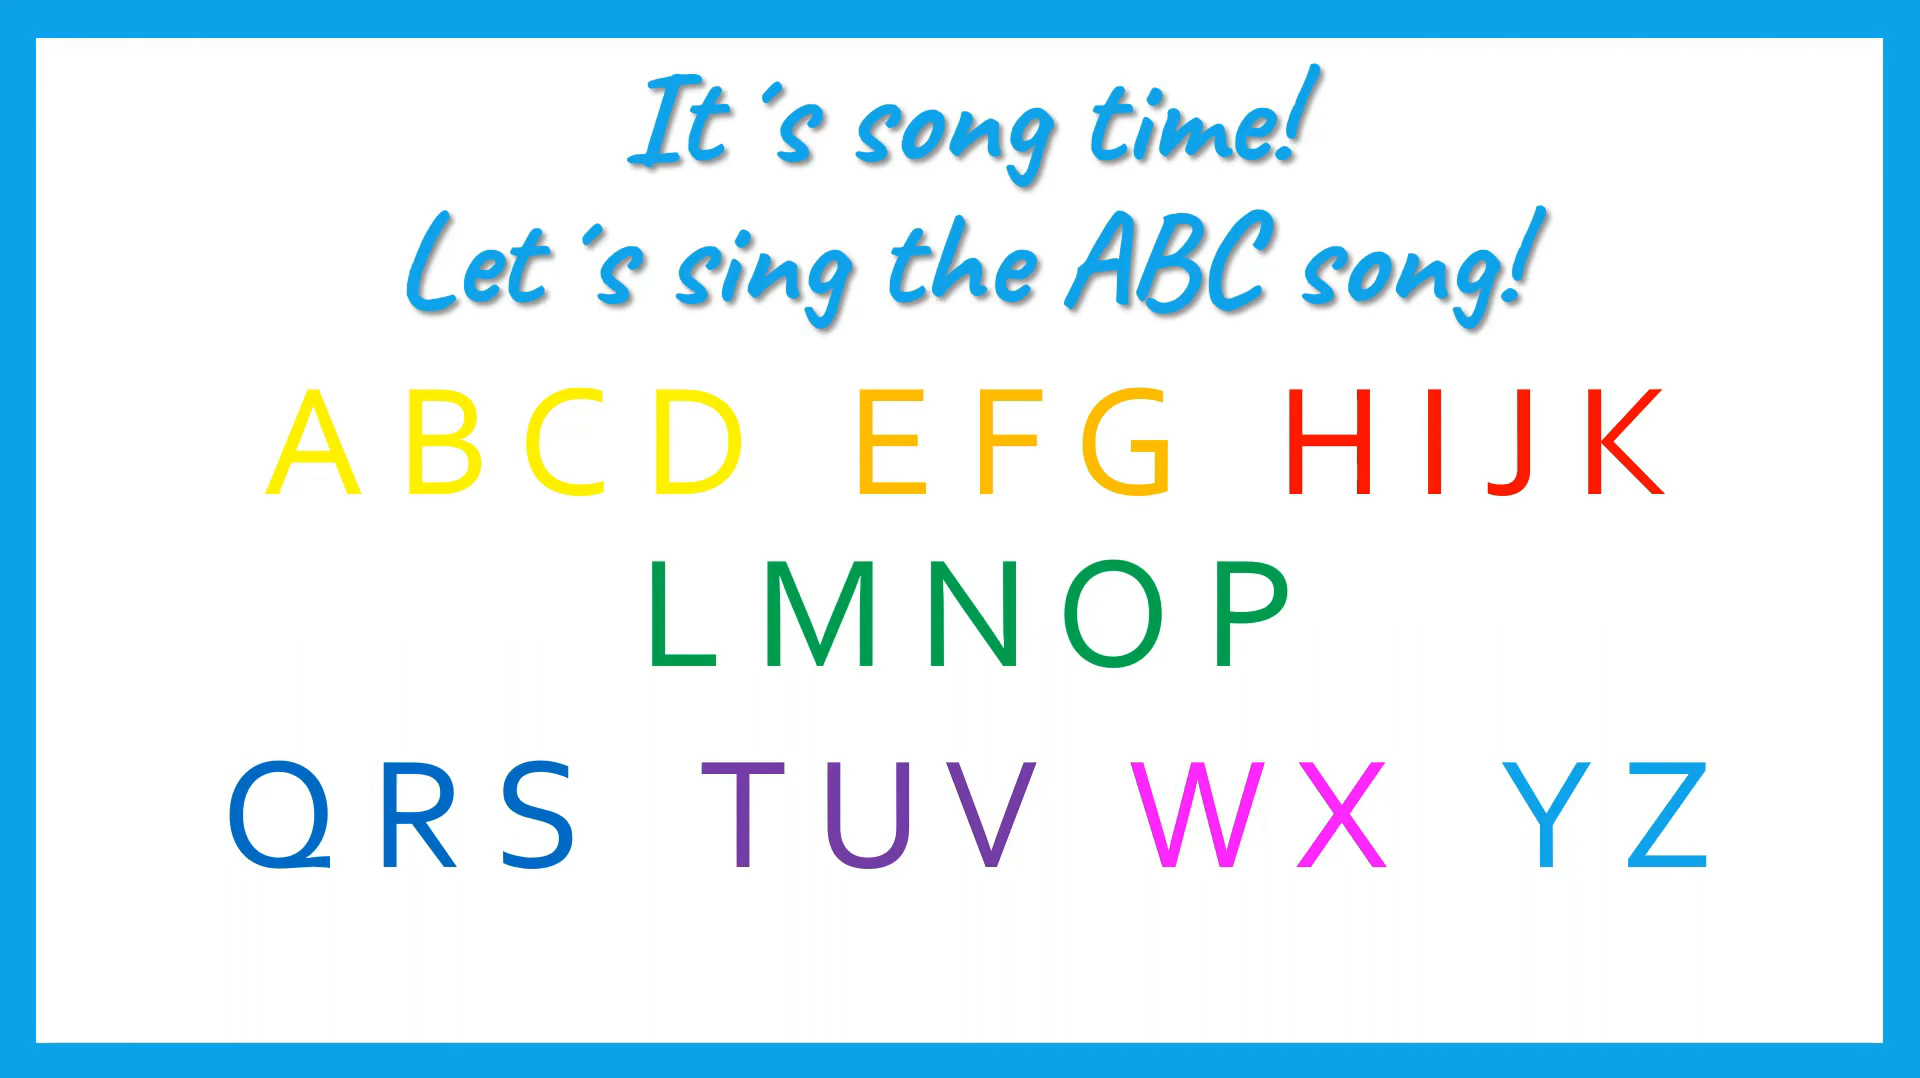 It´s song time!
Let´s sing the ABC song!
A B C D E F G H I J K
L M N O P
Q R S T U V W X Y Z